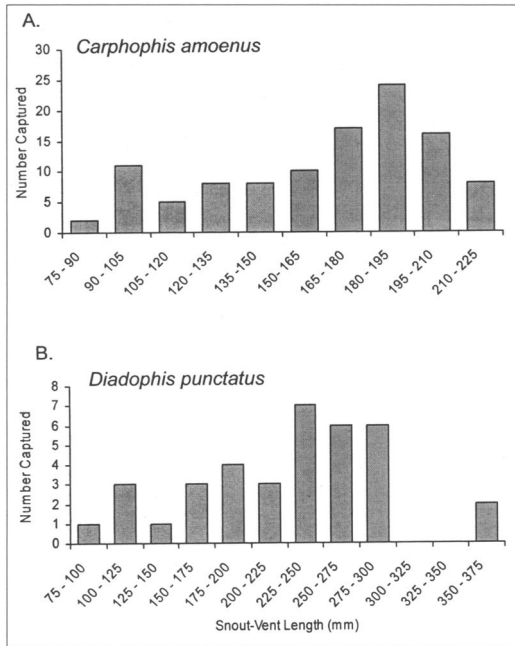 A.
Carphophis amoenus
Number Captured
30
25
20
15
10
5
0
75 - 90
90 - 105
105 - 120
120 - 135
135 - 150
150 - 165
165 - 180
180 - 195
195 - 210
210 - 225
B.
Diadophis punctatus
Number Captured
8
7
6
5
4
3
2
1
0
75 - 100
100 - 125
125 - 150
150 - 175
175 - 200
200 - 225
225 - 250
250 - 275
275 - 300
300 - 325
325 - 350
350 - 375
Snout-Vent Length (mm)